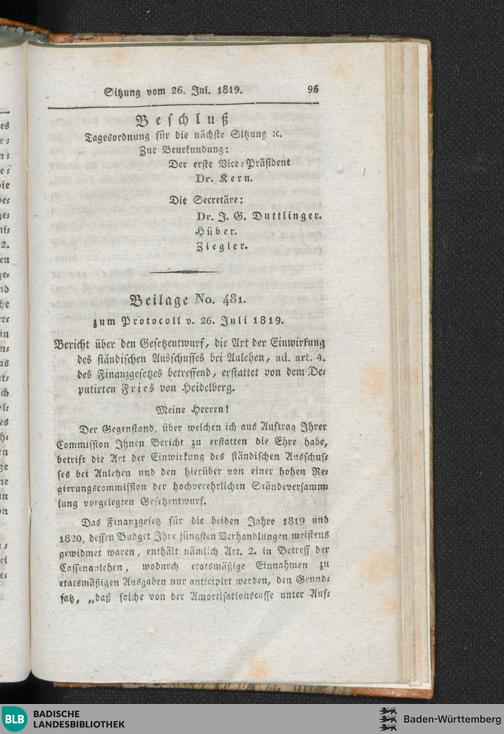 Sitzung vom 26. Jul. 1819. 95
Beschluß
Tagesordnung für die nächste Sitzung ꝛc.
Zur Beurkundung:
Der erste Vice-Präsident
Dr. Kern.
Die Secretäre:
Dr. J. G. Duttlinger.
Hüber.
Ziegler.
Beilage No. 481.
zum Protocoll v. 26. Juli 1819.
Bericht über den Gesetzentwurf, die Art der Einwirkung
des ständischen Ausschusses bei Anlehen, ad. art. 4.
des Finanzgesetzes betreffend, erstattet von dem De-
putirten Fries von Heidelberg.
Meine Herren!
Der Gegenstand, über welchen ich aus Auftrag Ihrer
Commission Ihnen Bericht zu erstatten die Ehre habe,
betrift die Art der Einwirkung des ständischen Ausschus-
ses bei Anlehen und den hierüber von einer hohen Re-
gierungscommission der hochverehrlichen Ständeversamm
lung vorgelegten Gesetzentwurf.
Das Finanzgesetz für die beiden Jahre 1819 und
1820, dessen Budget Ihre jüngsten Verhandlungen meistens
gewidmet waren, enthält nämlich Art. 2. in Betreff der
Cassenanlehen, wodurch etatsmäßige Einnahmen zu
etatsmäßigen Ausgaben nur anticipirt werden, den Grund-
satz, „daß solche von der Amortisationscasse unter Auf-
BLB BADISCHE
LANDESBIBLIOTHEK
Baden-Württemberg